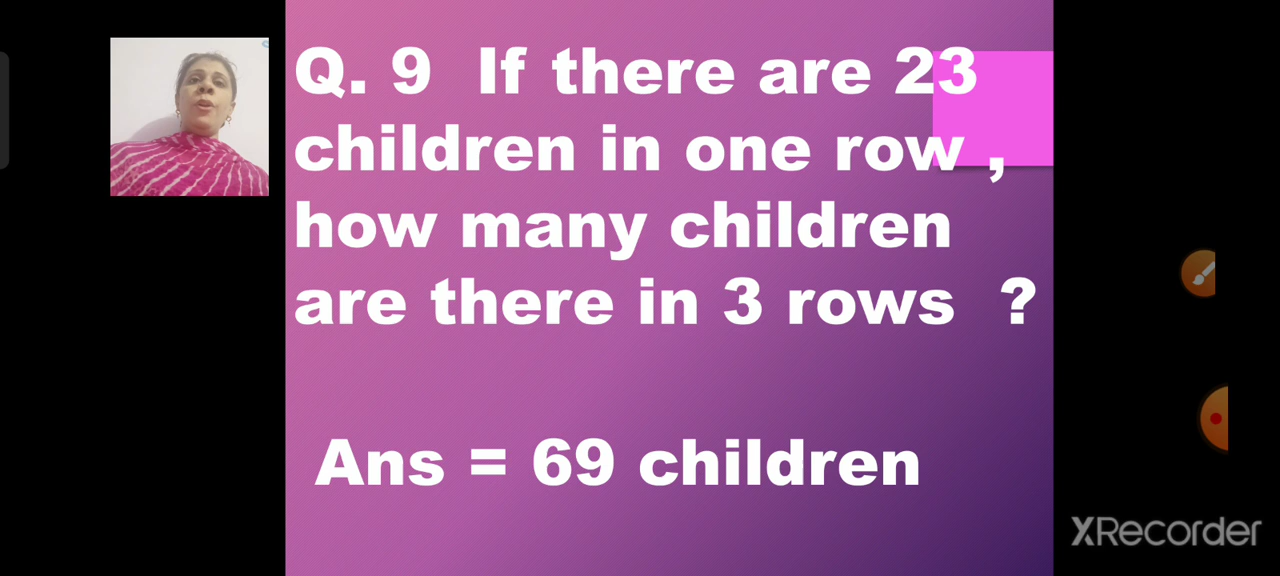 Q. 9 If there are 23
children in one row ,
how many children
are there in 3 rows ?
Ans = 69 children
XRecorder